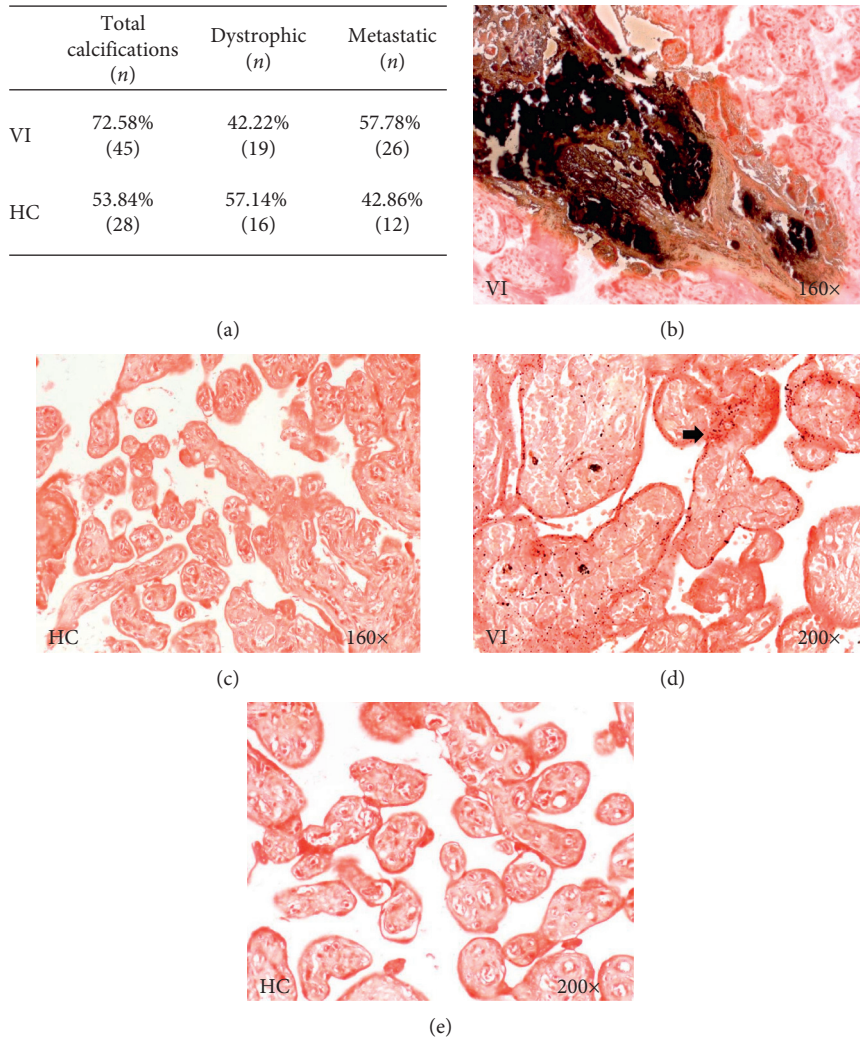 Total calcifications (n) Dystrophic (n) Metastatic (n)
VI 72.58% (45) 42.22% (19) 57.78% (26)
HC 53.84% (28) 57.14% (16) 42.86% (12)
(a)
VI 160×
(b)
HC 160×
(c)
VI 200×
(d)
HC 200×
(e)